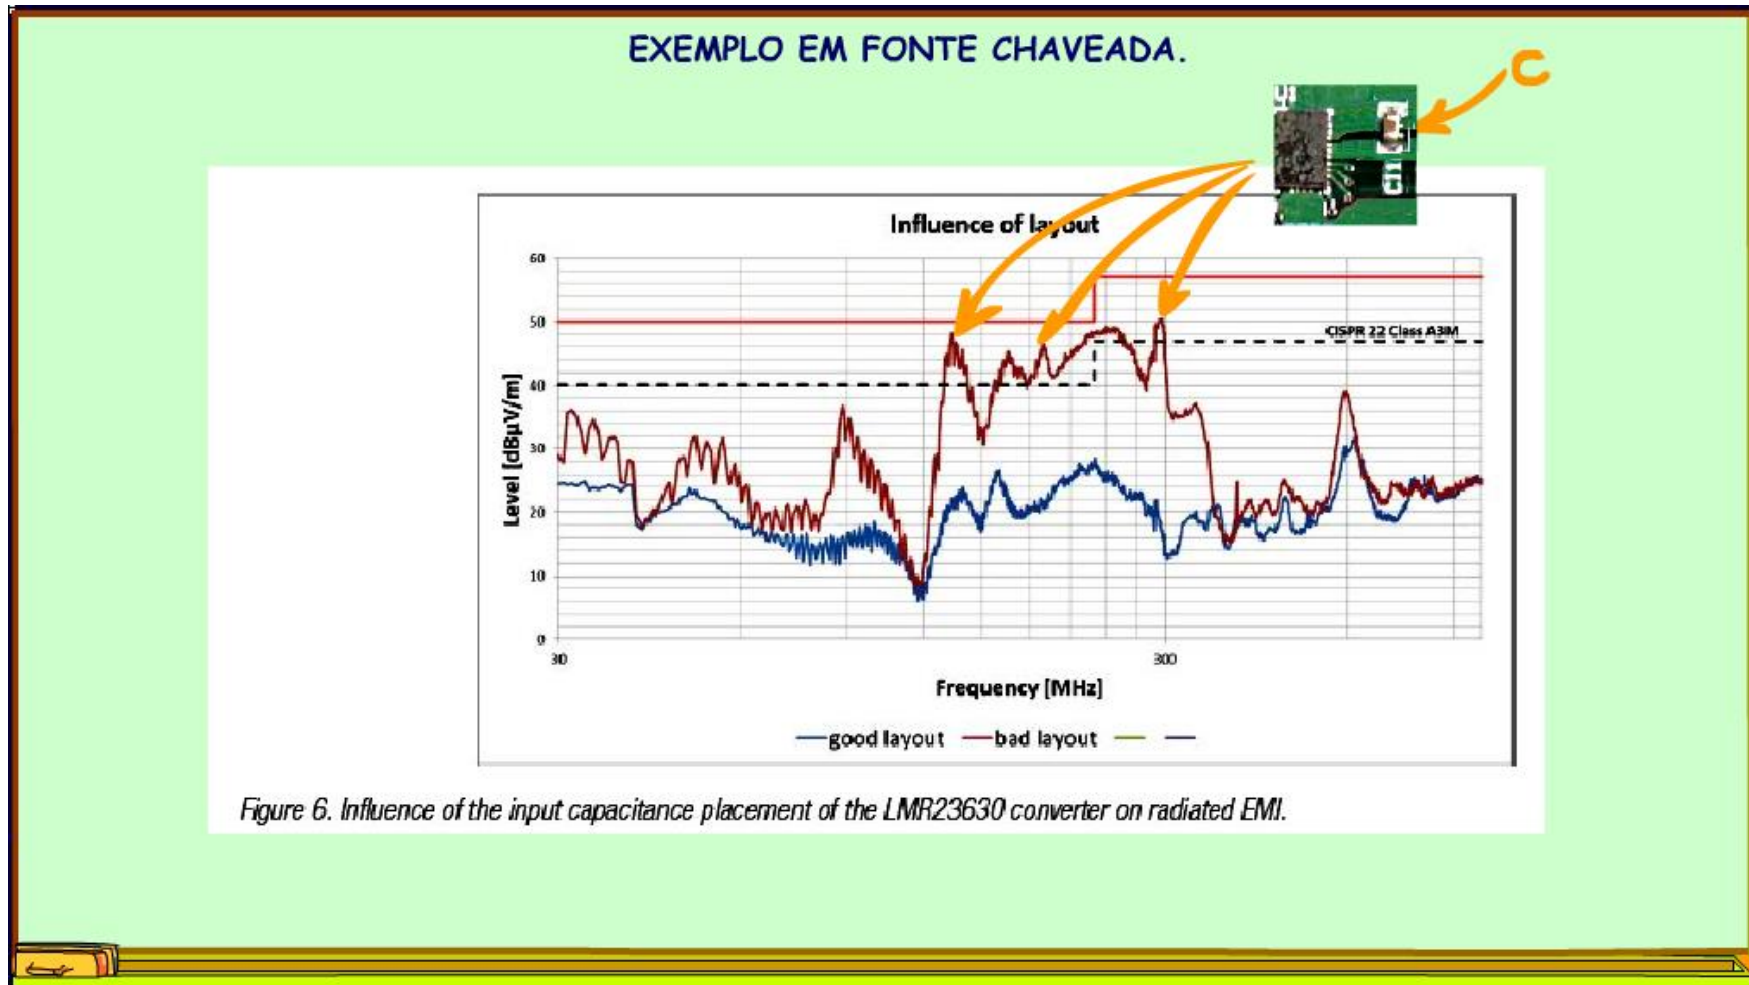 EXEMPLO EM FONTE CHAVEADA.
C
C11
Influence of layout
60
50
CISPR 22 Class A3M
40
30
20
10
0
Level [dBµV/m]
30
300
Frequency [MHz]
good layout bad layout
Figure 6. Influence of the input capacitance placement of the LMR23630 converter on radiated EMI.